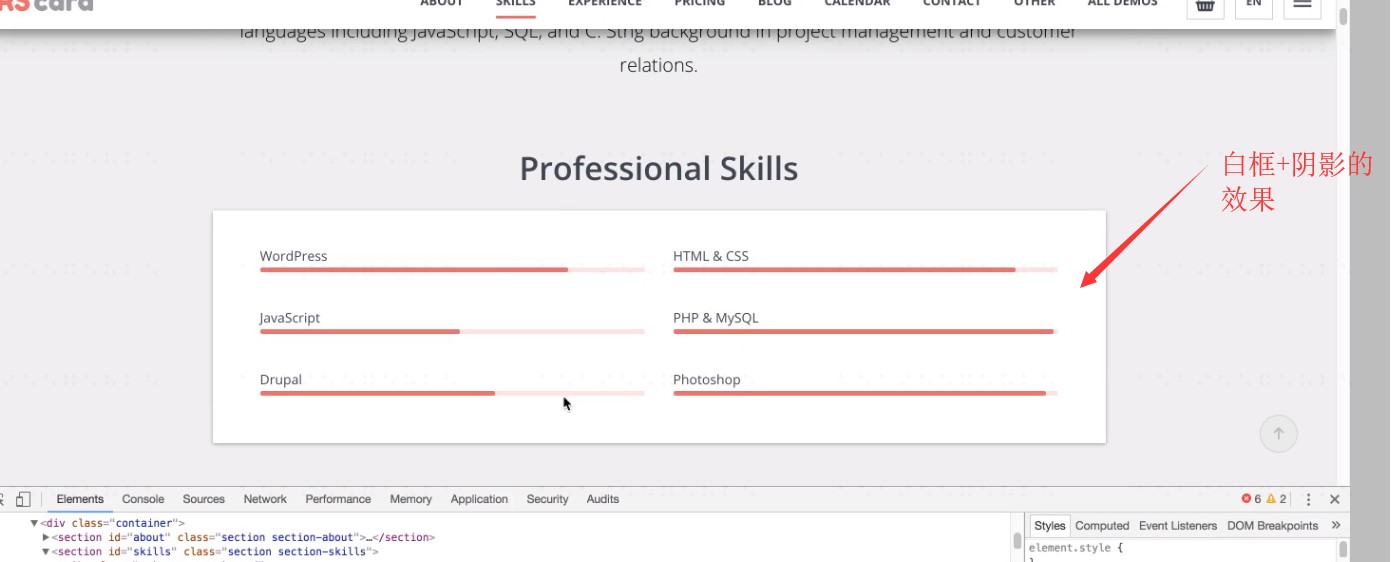 RS card
ABOUT SKILLS EXPERIENCE PRICING BLOG CALENDAR CONTACT OTHER ALL DEMOS EN
languages including JavaScript, SQL, and C. Stng background in project management and customer
relations.
Professional Skills
白框+阴影的
效果
WordPress
HTML & CSS
JavaScript
PHP & MySQL
Drupal
Photoshop
Elements Console Sources Network Performance Memory Application Security Audits 6 2
▼<div class="container">
▶<section id="about" class="section section-about">…</section>
▼<section id="skills" class="section section-skills">
Styles Computed Event Listeners DOM Breakpoints »
element.style {